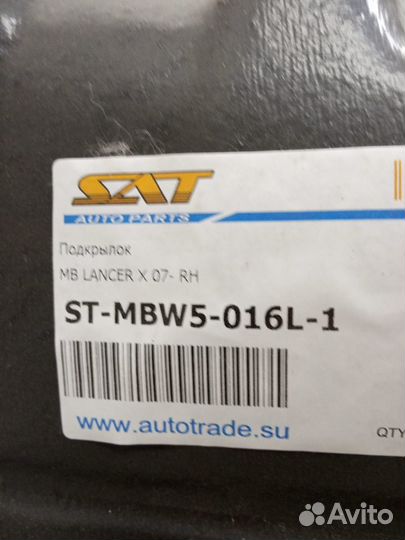 SAT
AUTO PARTS
Подкрылок
MB LANCER X 07- RH
ST-MBW5-016L-1
www.autotrade.su
QTY
Avito